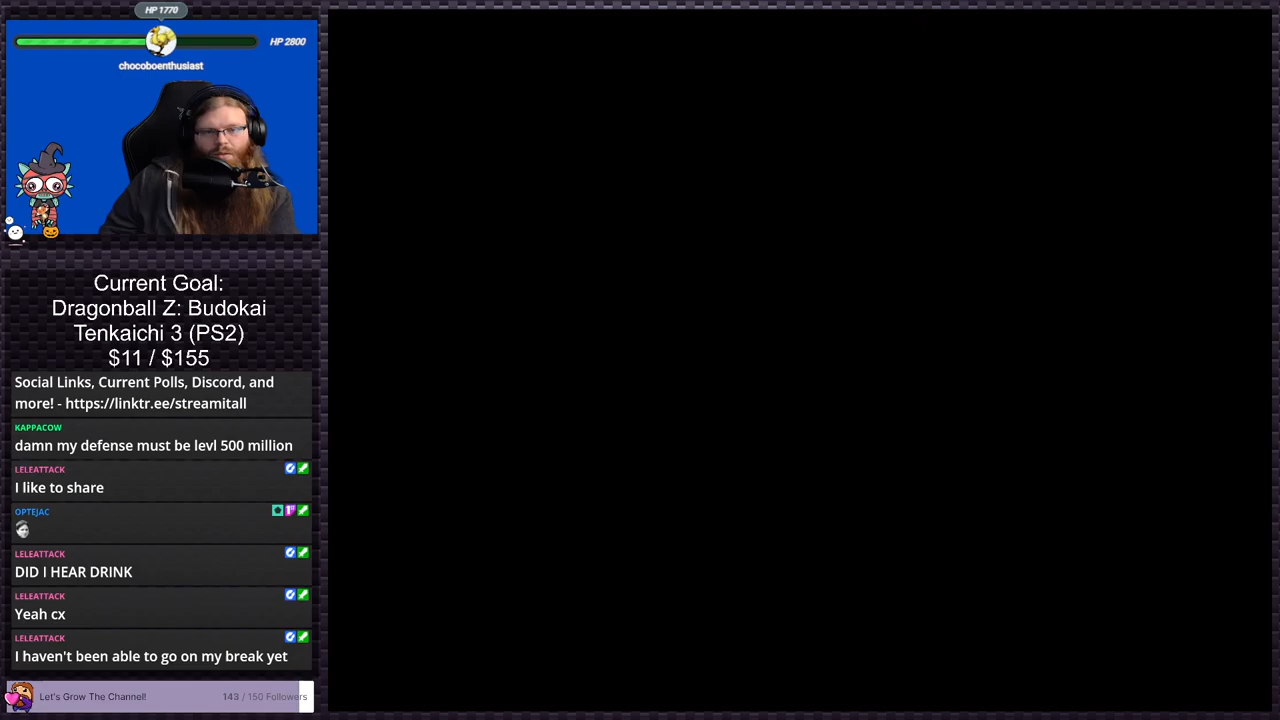 HP 1770
HP 2800
chocoboenthusiast
Current Goal:
Dragonball Z: Budokai
Tenkaichi 3 (PS2)
$11 / $155
Social Links, Current Polls, Discord, and
more! - https://linktr.ee/streamitall
KAPPACOW
damn my defense must be levl 500 million
LELEATTACK
I like to share
OPTEJAC
LELEATTACK
DID I HEAR DRINK
LELEATTACK
Yeah cx
LELEATTACK
I haven't been able to go on my break yet
Let's Grow The Channel! 143 / 150 Followers